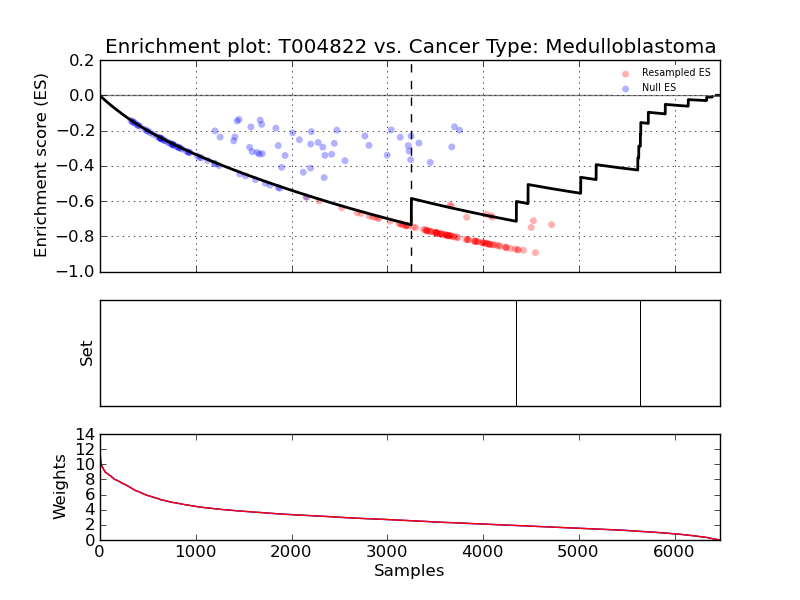 Enrichment plot: T004822 vs. Cancer Type: Medulloblastoma
Enrichment score (ES)
0.2
0.0
−0.2
−0.4
−0.6
−0.8
−1.0
Resampled ES
Null ES
Set
Weights
14
12
10
8
6
4
2
0
0 1000 2000 3000 4000 5000 6000
Samples